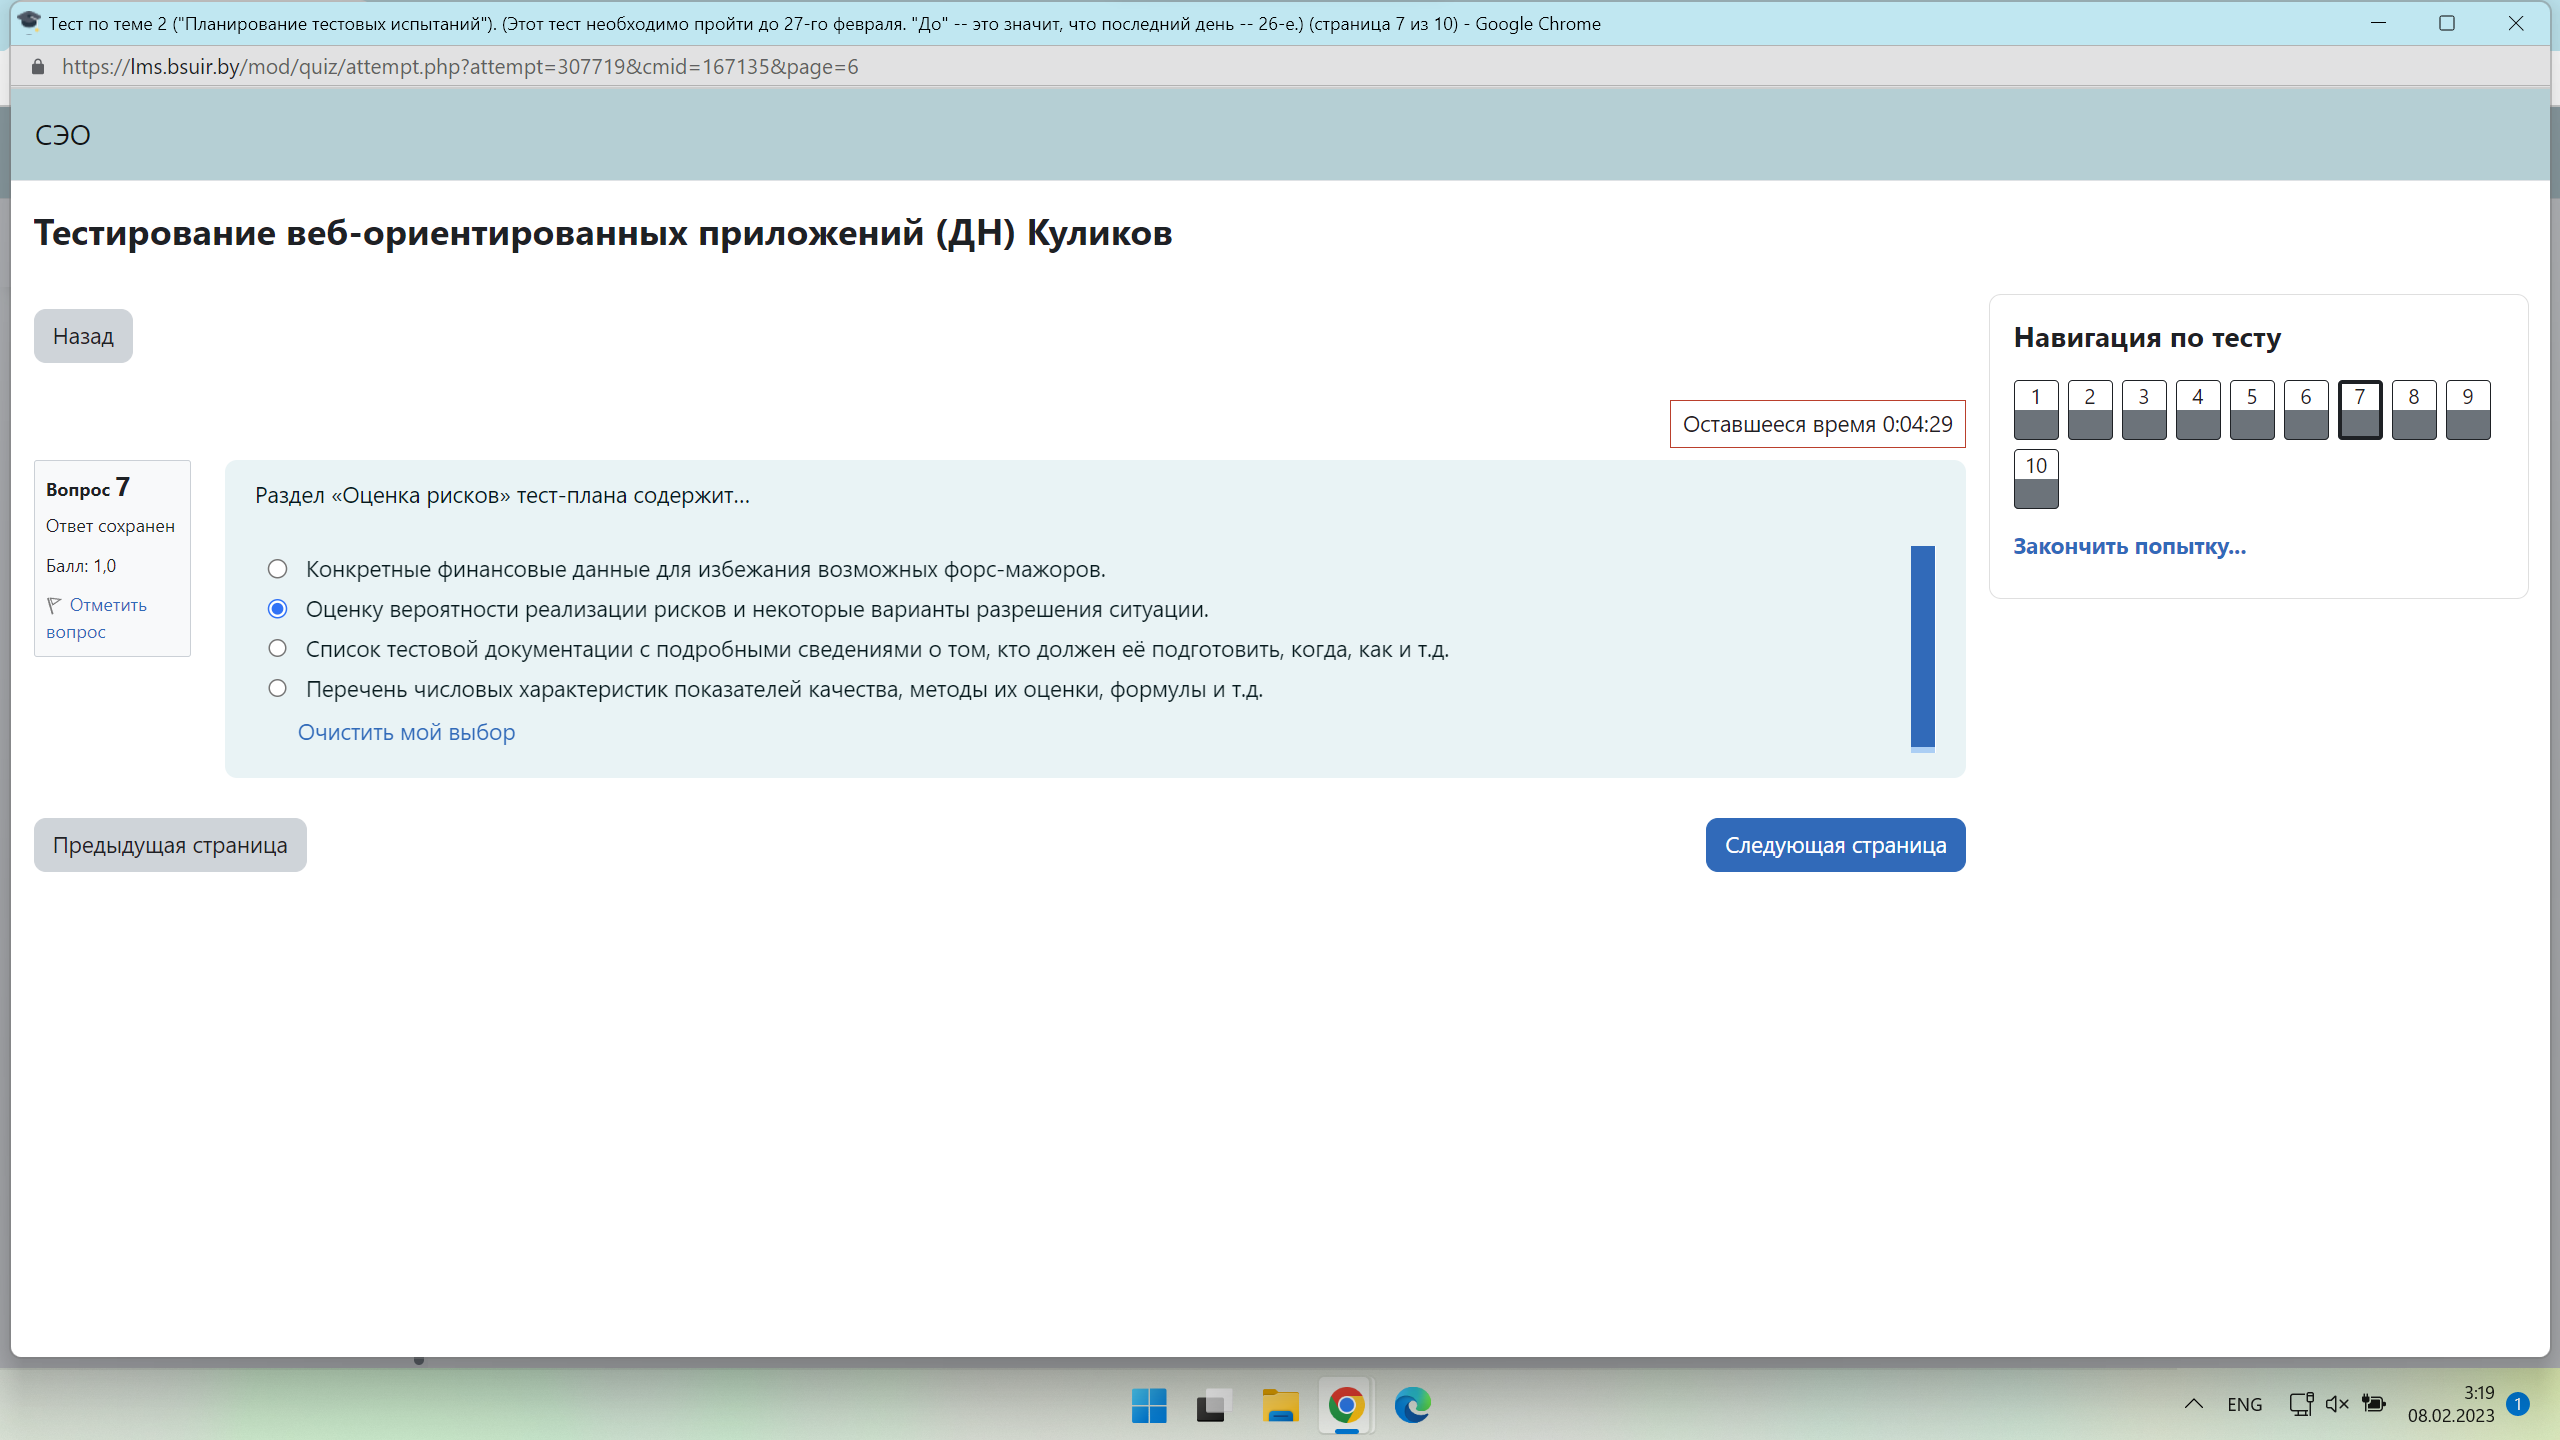 Тест по теме 2 ("Планирование тестовых испытаний"). (Этот тест необходимо пройти до 27-го февраля. "До" -- это значит, что последний день -- 26-е.) (страница 7 из 10) - Google Chrome
https://lms.bsuir.by/mod/quiz/attempt.php?attempt=307719&cmid=167135&page=6
СЭО
Тестирование веб-ориентированных приложений (ДН) Куликов
Назад
Оставшееся время 0:04:29
Вопрос 7
Ответ сохранен
Балл: 1,0
Отметить
вопрос
Раздел «Оценка рисков» тест-плана содержит...
Конкретные финансовые данные для избежания возможных форс-мажоров.
Оценку вероятности реализации рисков и некоторые варианты разрешения ситуации.
Список тестовой документации с подробными сведениями о том, кто должен её подготовить, когда, как и т.д.
Перечень числовых характеристик показателей качества, методы их оценки, формулы и т.д.
Очистить мой выбор
Предыдущая страница
Следующая страница
Навигация по тесту
1 2 3 4 5 6 7 8 9
10
Закончить попытку...
ENG
3:19
08.02.2023
1